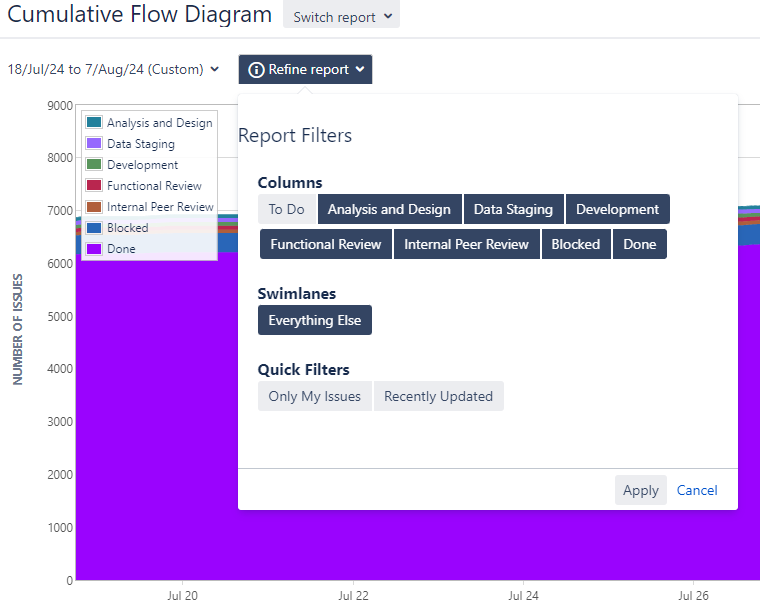 Cumulative Flow Diagram Switch report
18/Jul/24 to 7/Aug/24 (Custom) Refine report
Report Filters
Columns
To Do Analysis and Design Data Staging Development
Functional Review Internal Peer Review Blocked Done
Swimlanes
Everything Else
Quick Filters
Only My Issues Recently Updated
Apply Cancel
NUMBER OF ISSUES
9000
8000
7000
6000
5000
4000
3000
2000
1000
0
Analysis and Design
Data Staging
Development
Functional Review
Internal Peer Review
Blocked
Done
Jul 20 Jul 22 Jul 24 Jul 26